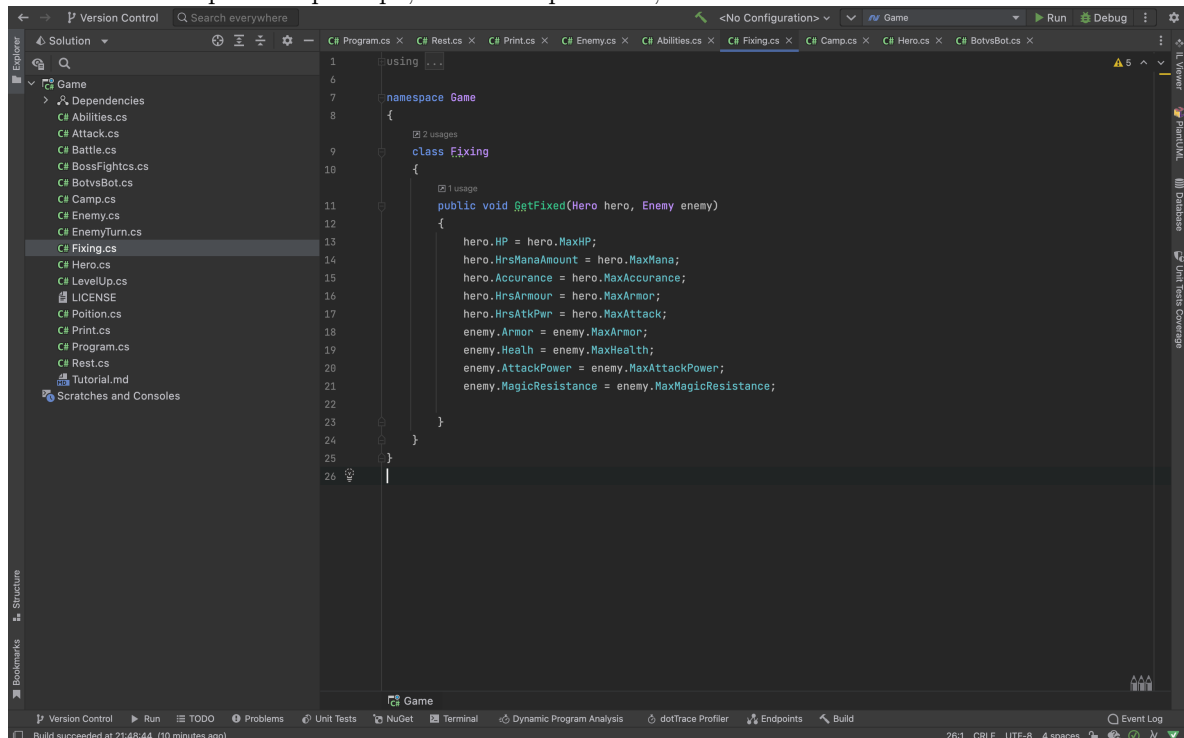 Version Control Search everywhere <No Configuration> Game Run Debug
Explorer
Solution
C# Program.cs C# Rest.cs C# Print.cs C# Enemy.cs C# Abilities.cs C# Fixing.cs C# Camp.cs C# Hero.cs C# BotvsBot.cs
Game
Dependencies
C# Abilities.cs
C# Attack.cs
C# Battle.cs
C# BossFightcs.cs
C# BotvsBot.cs
C# Camp.cs
C# Enemy.cs
C# EnemyTurn.cs
C# Fixing.cs
C# Hero.cs
C# LevelUp.cs
LICENSE
C# Poition.cs
C# Print.cs
C# Program.cs
C# Rest.cs
Tutorial.md
Scratches and Consoles
1 using ...
6
7 namespace Game
8 {
2 usages
9 class Fixing
10 {
1 usage
11 public void GetFixed(Hero hero, Enemy enemy)
12 {
13 hero.HP = hero.MaxHP;
14 hero.HrsManaAmount = hero.MaxMana;
15 hero.Accurance = hero.MaxAccurance;
16 hero.HrsArmour = hero.MaxArmor;
17 hero.HrsAtkPwr = hero.MaxAttack;
18 enemy.Armor = enemy.MaxArmor;
19 enemy.Healh = enemy.MaxHealth;
20 enemy.AttackPower = enemy.MaxAttackPower;
21 enemy.MagicResistance = enemy.MaxMagicResistance;
22
23 }
24 }
25 }
26
5
IL Viewer
PlantUML
Database
Unit Tests Coverage
Structure
Bookmarks
Game
Version Control Run TODO Problems Unit Tests NuGet Terminal Dynamic Program Analysis dotTrace Profiler Endpoints Build Event Log
Build succeeded at 21:48:44 (10 minutes ago) 26:1 CRLF UTF-8 4 spaces